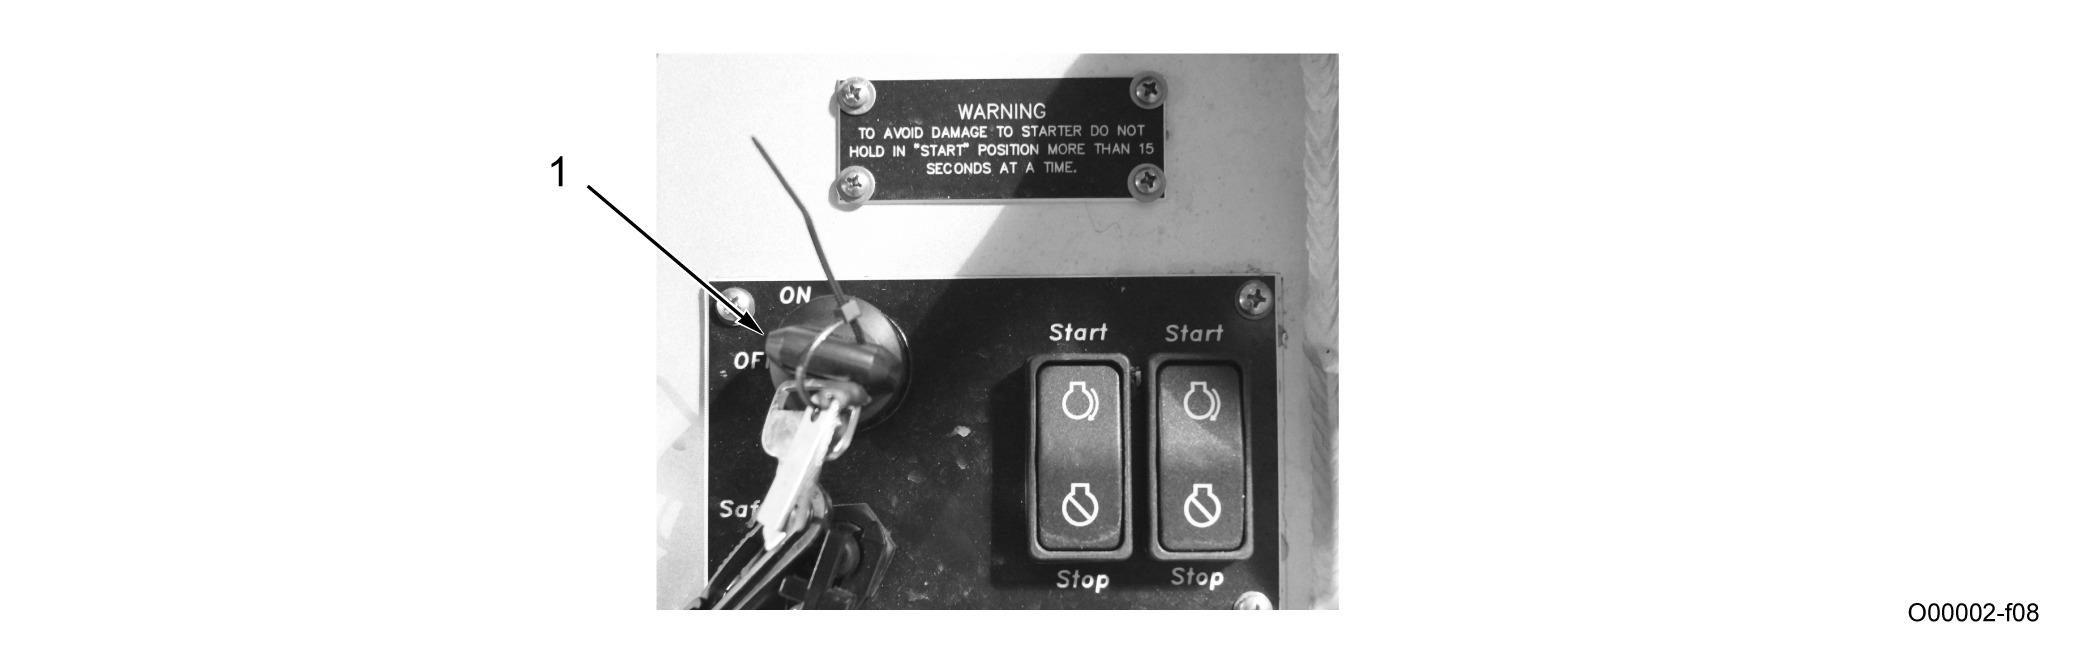 WARNING
TO AVOID DAMAGE TO STARTER DO NOT
HOLD IN "START" POSITION MORE THAN 15
SECONDS AT A TIME.
1
ON
Start Start
Stop Stop
O00002-f08